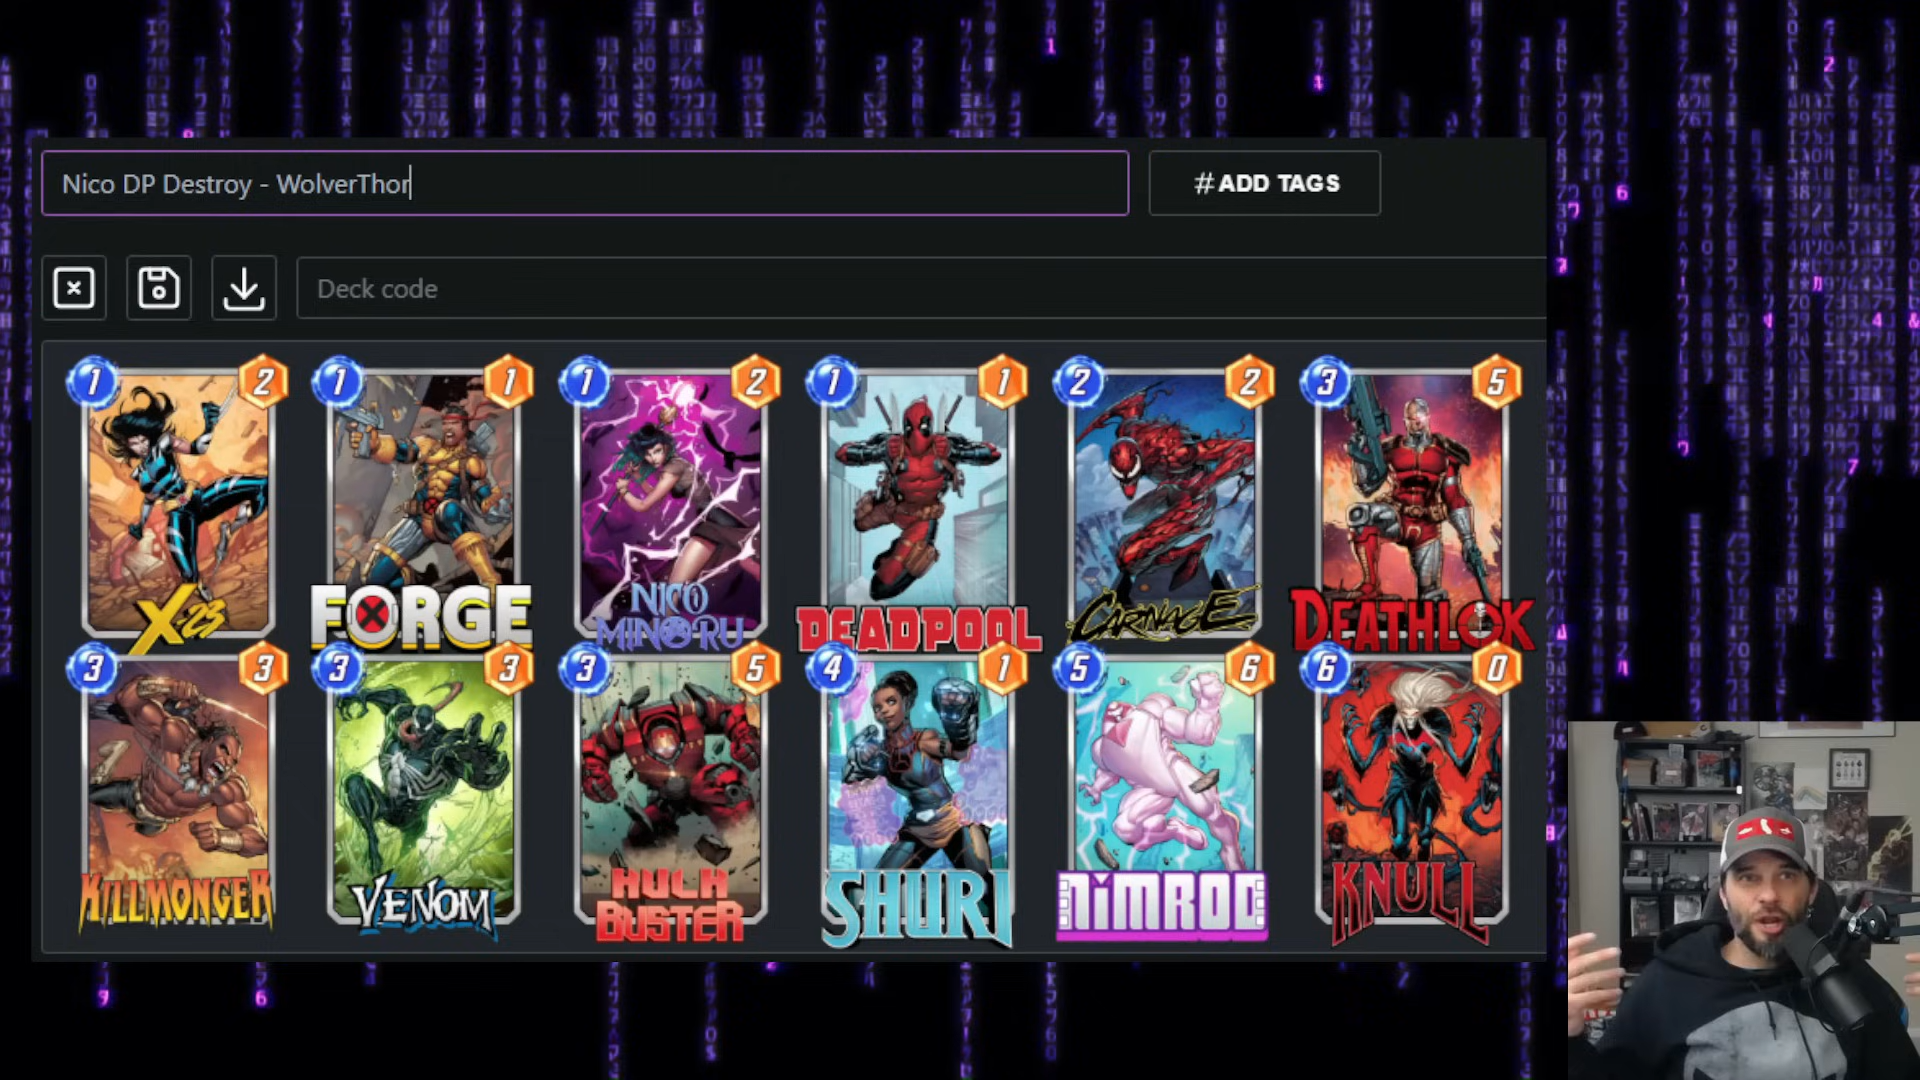 Nico DP Destroy - WolverThor
#ADD TAGS
Deck code
1 2 1 1 1 2 1 1 2 2 3 5
X-23 FORGE NICO MINORU DEADPOOL CARNAGE DEATHLOK
3 3 3 3 3 5 4 1 5 6 6 0
KILLMONGER VENOM HULK BUSTER SHURI NIMROD KNULL